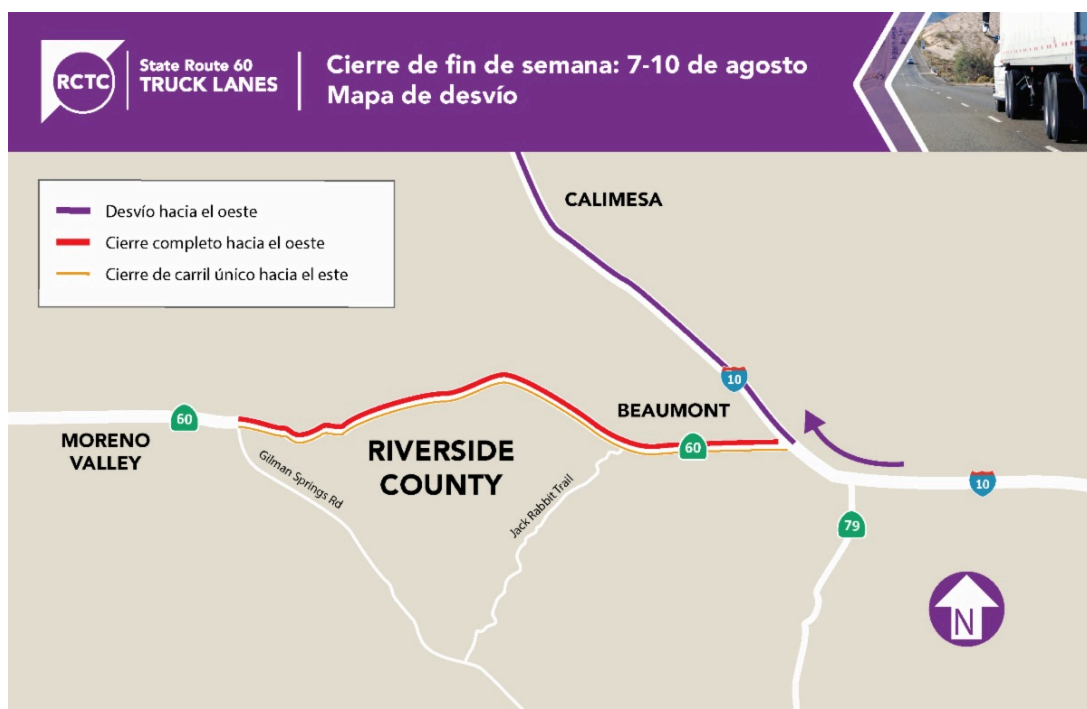 RCTC
State Route 60
TRUCK LANES
Cierre de fin de semana: 7-10 de agosto
Mapa de desvío
Desvío hacia el oeste
Cierre completo hacia el oeste
Cierre de carril único hacia el este
CALIMESA
10
BEAUMONT
60
MORENO
VALLEY
RIVERSIDE
COUNTY
60
Gilman Springs Rd
Jack Rabbit Trail
10
79
N